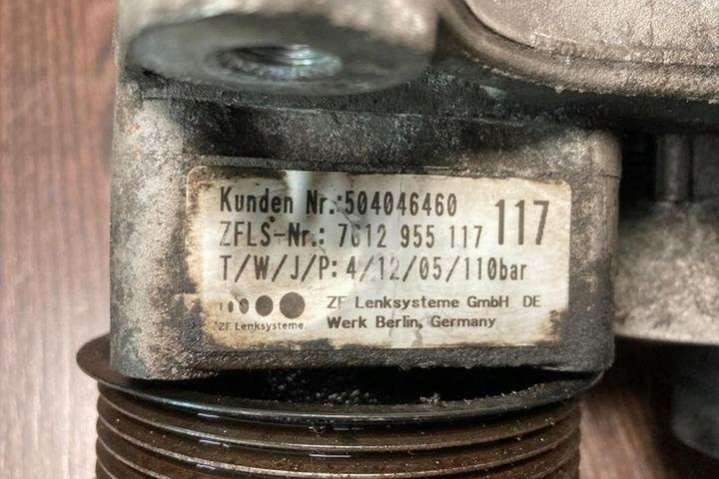 Kunden Nr.:504046460
ZFLS-Nr.: 7612 955 117 117
T/W/J/P: 4/12/05/110bar
ZF Lenksysteme GmbH DE
ZF Lenksysteme Werk Berlin, Germany